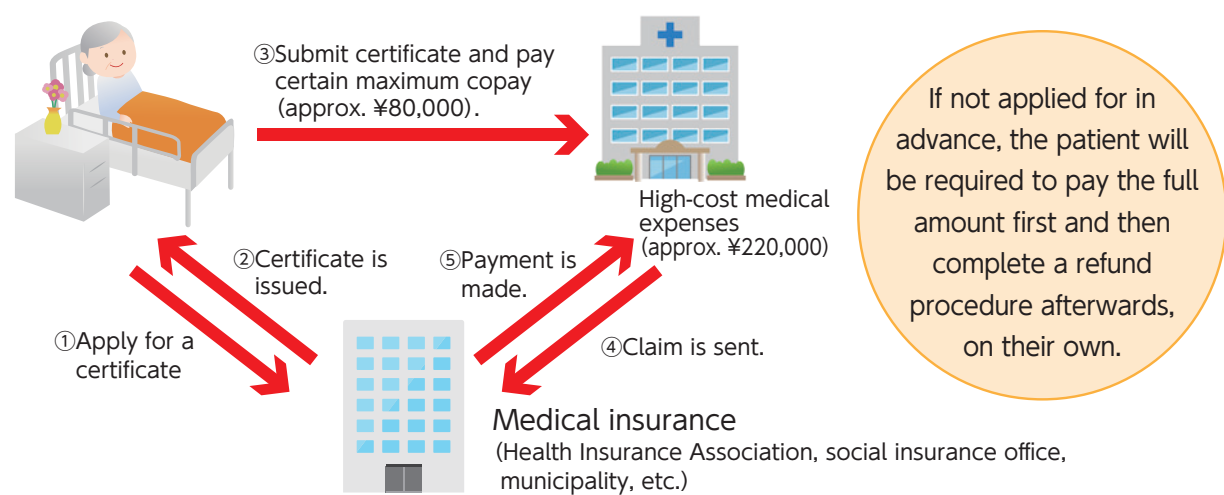 ③Submit certificate and pay
certain maximum copay
(approx. ¥80,000).
High-cost medical
expenses
(approx. ¥220,000)
②Certificate is
issued.
⑤Payment is
made.
①Apply for a
certificate
④Claim is sent.
Medical insurance
(Health Insurance Association, social insurance office,
municipality, etc.)
If not applied for in
advance, the patient will
be required to pay the full
amount first and then
complete a refund
procedure afterwards,
on their own.